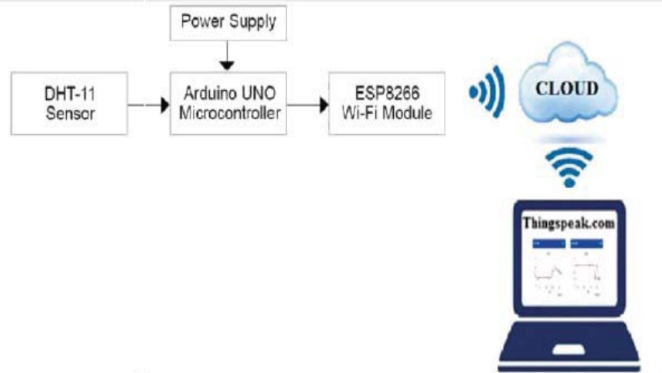 Power Supply
DHT-11
Sensor
Arduino UNO
Microcontroller
ESP8266
Wi-Fi Module
CLOUD
Thingspeak.com